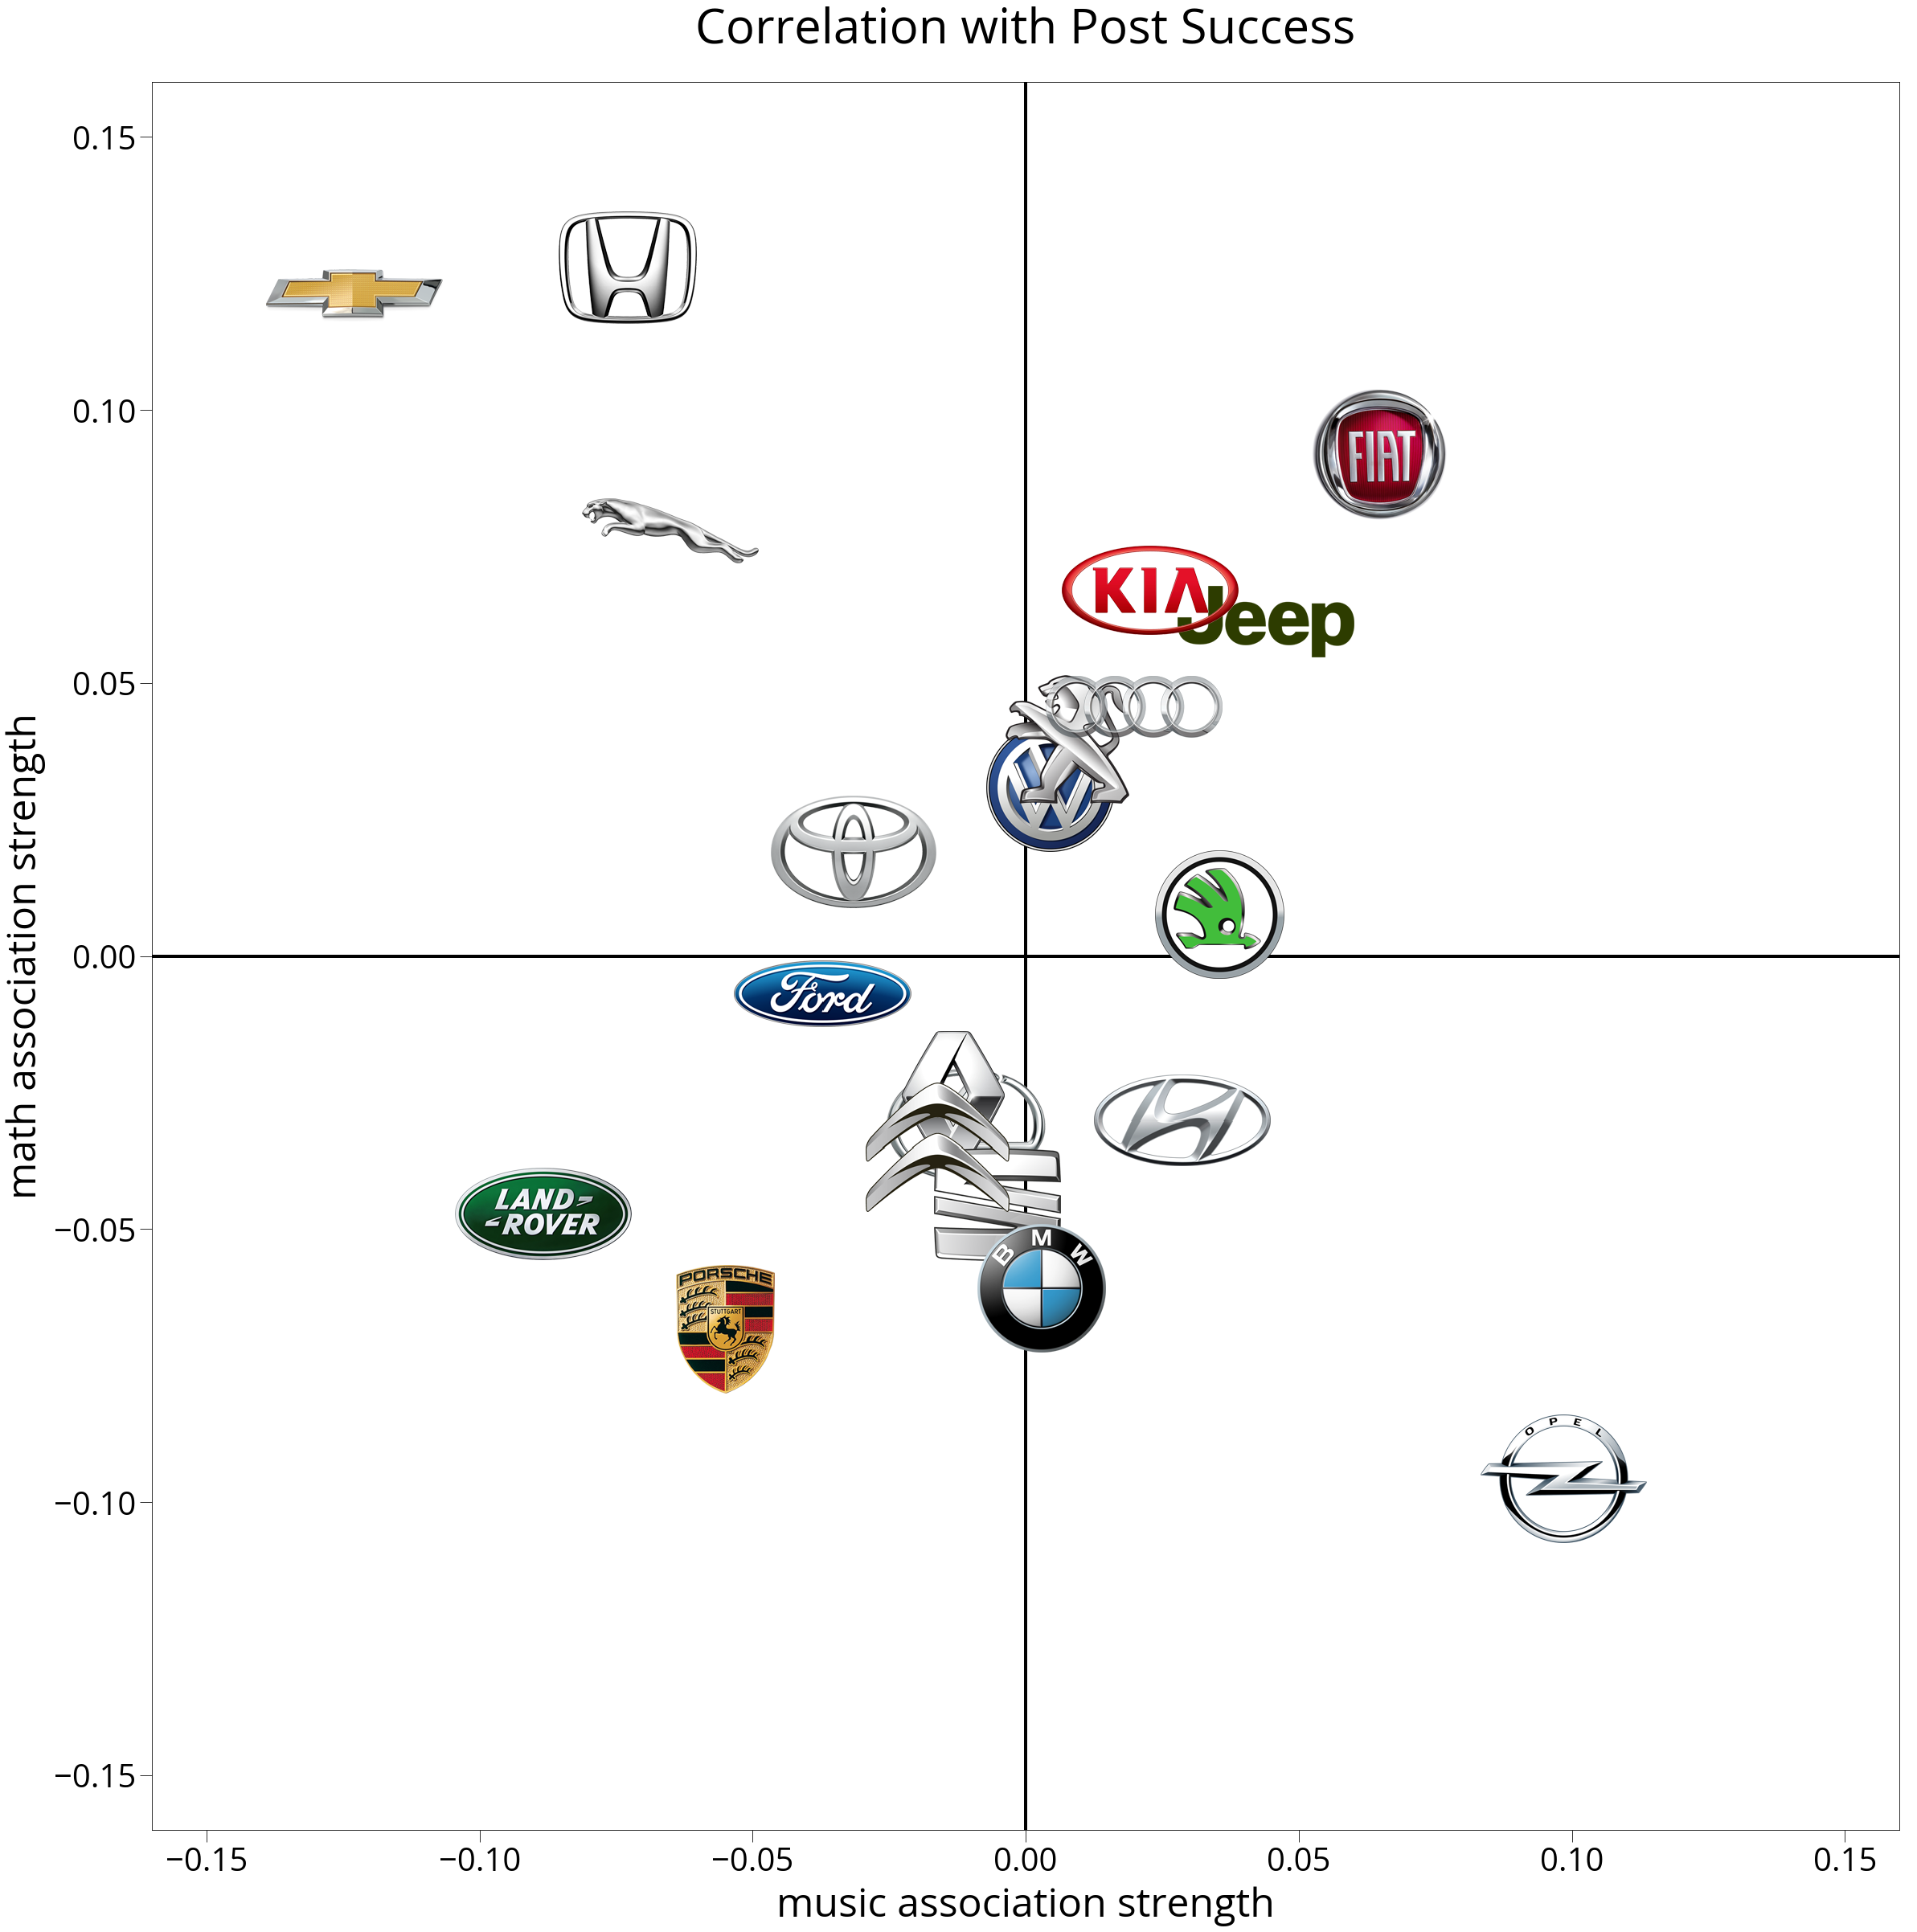 Correlation with Post Success
0.15
0.10
0.05
0.00
−0.05
−0.10
−0.15
math association strength
FIAT
KIA
Jeep
Ford
LAND-
-ROVER
PORSCHE
STUTTGART
BMW
OPEL
−0.15
−0.10
−0.05
0.00
0.05
0.10
0.15
music association strength